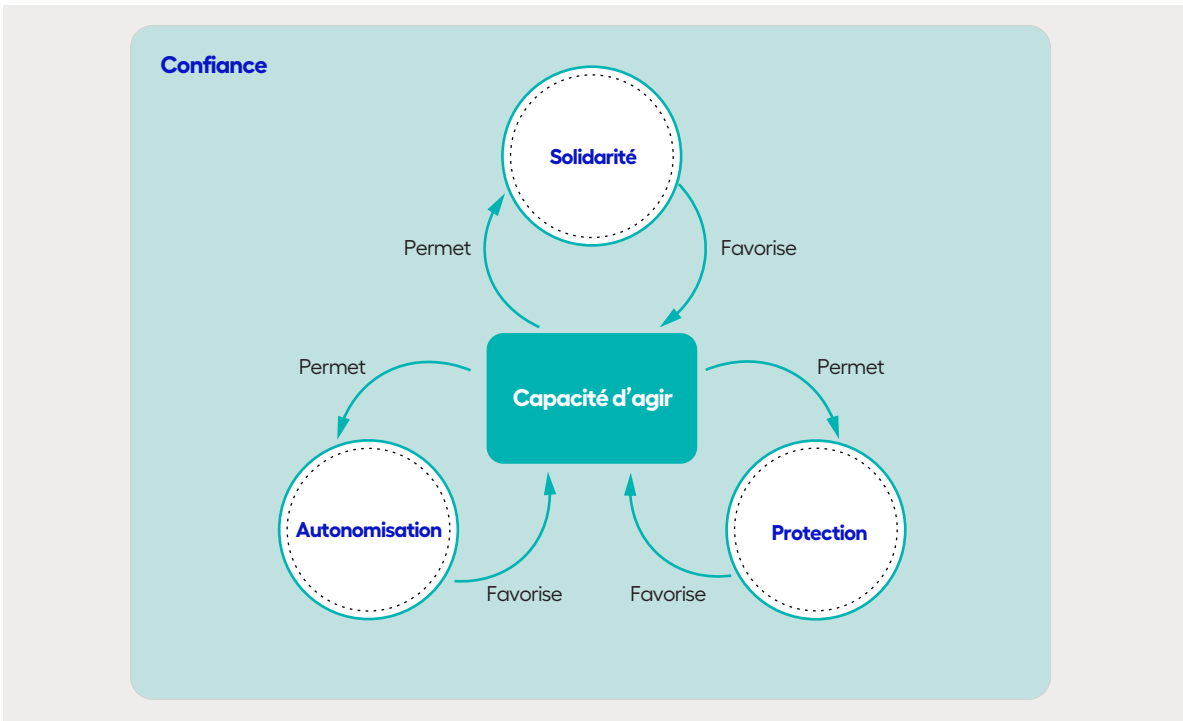 Confiance
Solidarité
Permet
Favorise
Permet
Permet
Capacité d’agir
Autonomisation
Protection
Favorise
Favorise